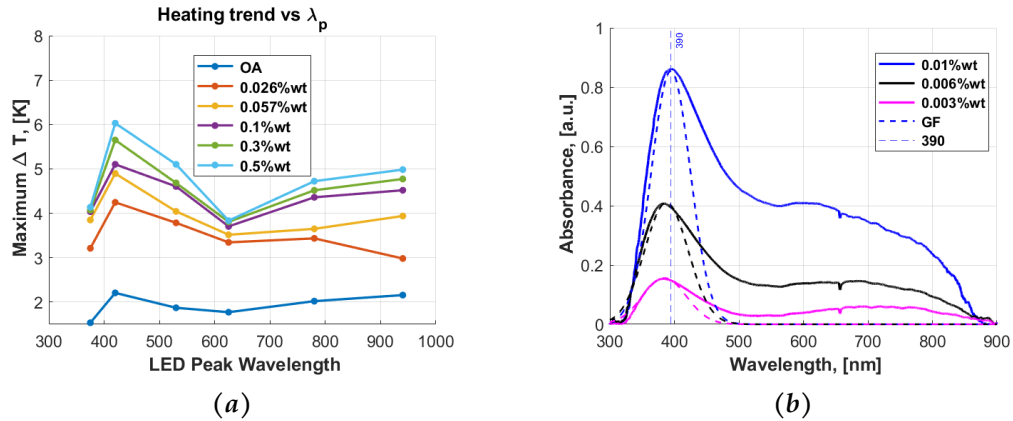 Heating trend vs λp
Maximum Δ T, [K]
8
7
6
5
4
3
2
300 400 500 600 700 800 900 1000
LED Peak Wavelength
OA
0.026%wt
0.057%wt
0.1%wt
0.3%wt
0.5%wt
(a)
Absorbance, [a.u.]
1
0.8
0.6
0.4
0.2
0
300 400 500 600 700 800 900
Wavelength, [nm]
390
0.01%wt
0.006%wt
0.003%wt
GF
390
(b)